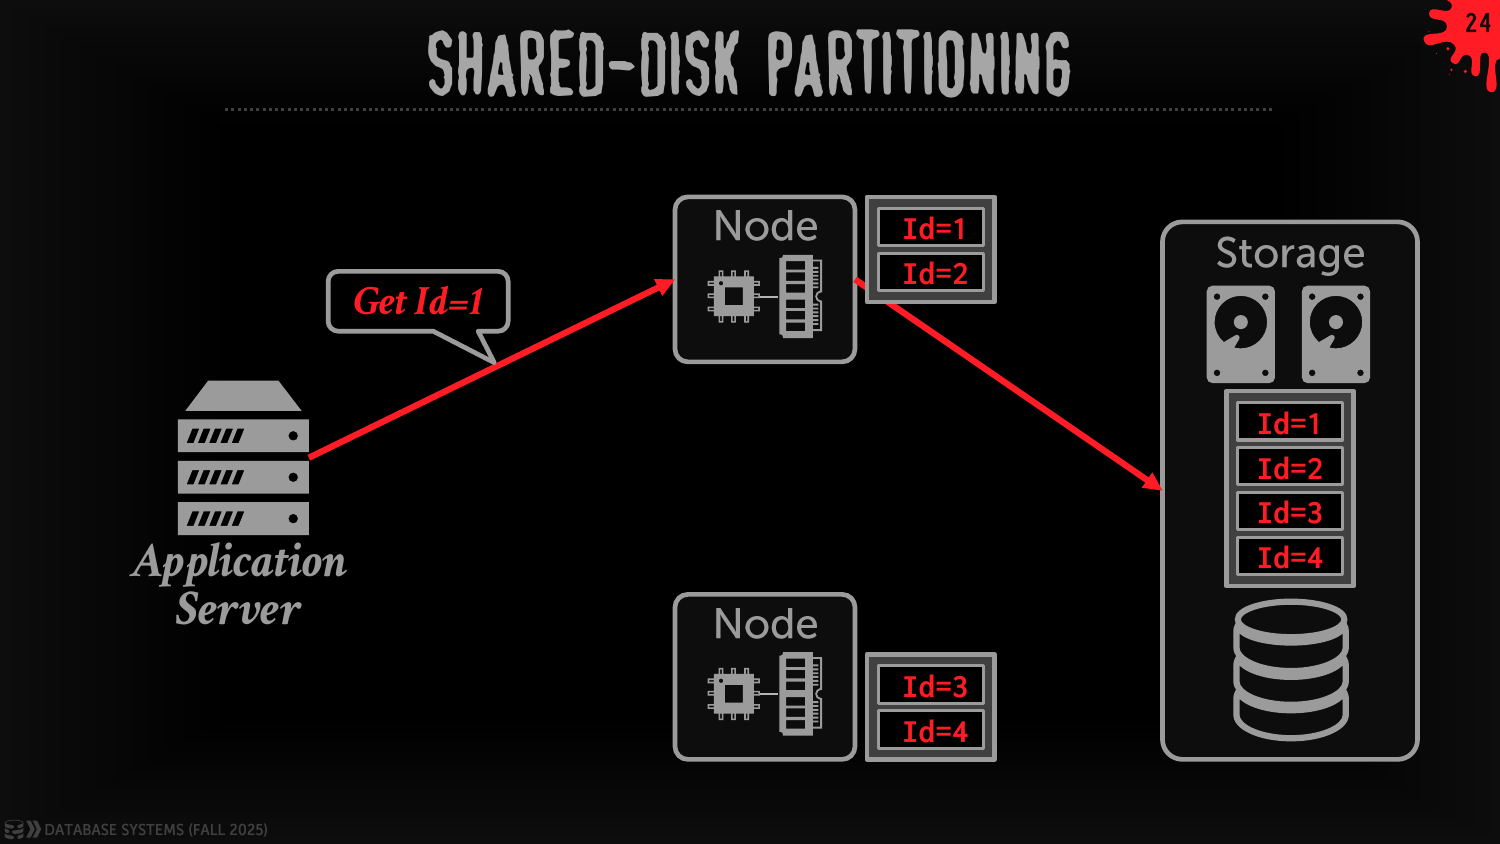 SHARED-DISK PARTITIONING
24
Node
Id=1
Id=2
Storage
Get Id=1
Id=1
Id=2
Id=3
Id=4
Application
Server
Node
Id=3
Id=4
DATABASE SYSTEMS (FALL 2025)